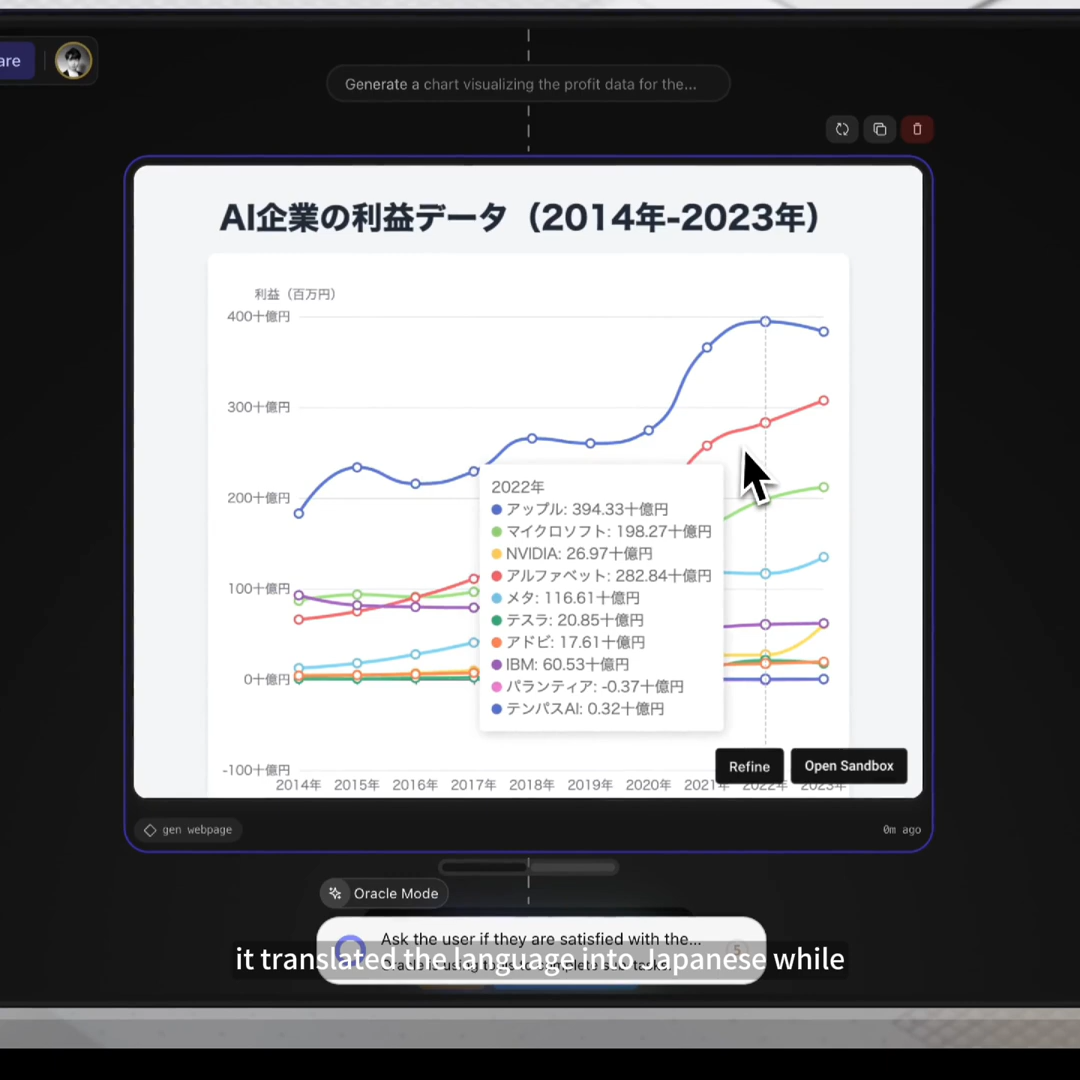 are
Generate a chart visualizing the profit data for the...
AI企業の利益データ（2014年-2023年）
利益（百万円）
400十億円
300十億円
200十億円
100十億円
0十億円
-100十億円
2022年
アップル: 394.33十億円
マイクロソフト: 198.27十億円
NVIDIA: 26.97十億円
アルファベット: 282.84十億円
メタ: 116.61十億円
テスラ: 20.85十億円
アドビ: 17.61十億円
IBM: 60.53十億円
パランティア: -0.37十億円
テンパスAI: 0.32十億円
Refine
Open Sandbox
2014年 2015年 2016年 2017年 2018年 2019年 2020年 2021年 2022年 2023年
gen webpage
0m ago
Oracle Mode
Ask the user if they are satisfied with the...
5
Oracle is using tools to complete sub-tasks.
it translated the language into Japanese while